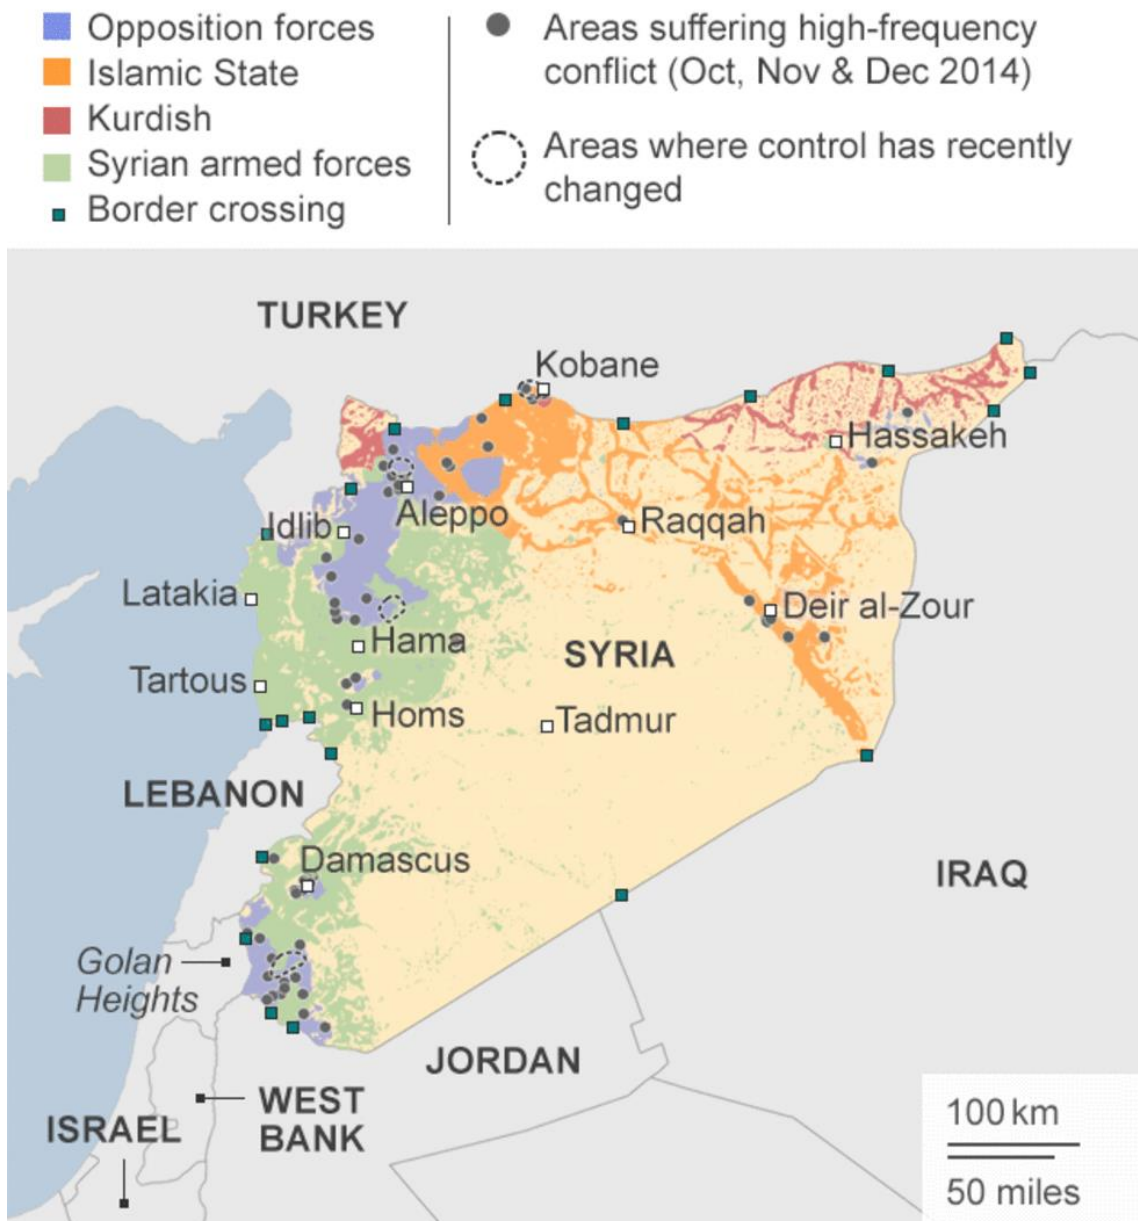 Opposition forces
Islamic State
Kurdish
Syrian armed forces
Border crossing
Areas suffering high-frequency
conflict (Oct, Nov & Dec 2014)
Areas where control has recently
changed
TURKEY
Kobane
Hassakeh
Aleppo
Idlib
Raqqah
Latakia
Deir al-Zour
Hama
SYRIA
Tartous
Homs
Tadmur
LEBANON
Damascus
IRAQ
Golan
Heights
JORDAN
WEST
BANK
ISRAEL
100 km
50 miles